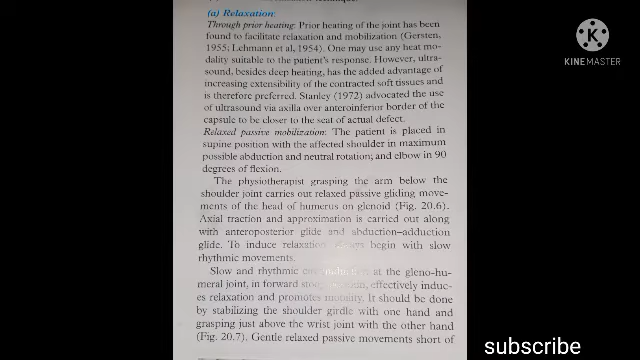 (a) Relaxation:
Through prior heating: Prior heating of the joint has been
found to facilitate relaxation and mobilization (Gersten,
1955; Lehmann et al, 1954). One may use any heat mo-
dality suitable to the patient's response. However, ultra-
sound, besides deep heating, has the added advantage of
increasing extensibility of the contracted soft tissues and
is therefore preferred. Stanley (1972) advocated the use
of ultrasound via axilla over anteroinferior border of the
capsule to be closer to the seat of actual defect.
Relaxed passive mobilization: The patient is placed in
supine position with the affected shoulder in maximum
possible abduction and neutral rotation; and elbow in 90
degrees of flexion.
The physiotherapist grasping the arm below the
shoulder joint carries out relaxed passive gliding move-
ments of the head of humerus on glenoid (Fig. 20.6).
Axial traction and approximation is carried out along
with anteroposterior glide and abduction–adduction
glide. To induce relaxation begin with slow
rhythmic movements.
Slow and rhythmic at the gleno-hu-
meral joint, in forward effectively induc-
es relaxation and promotes mobility. It should be done
by stabilizing the shoulder girdle with one hand and
grasping just above the wrist joint with the other hand
(Fig. 20.7). Gentle relaxed passive movements short of
KINEMASTER
subscribe